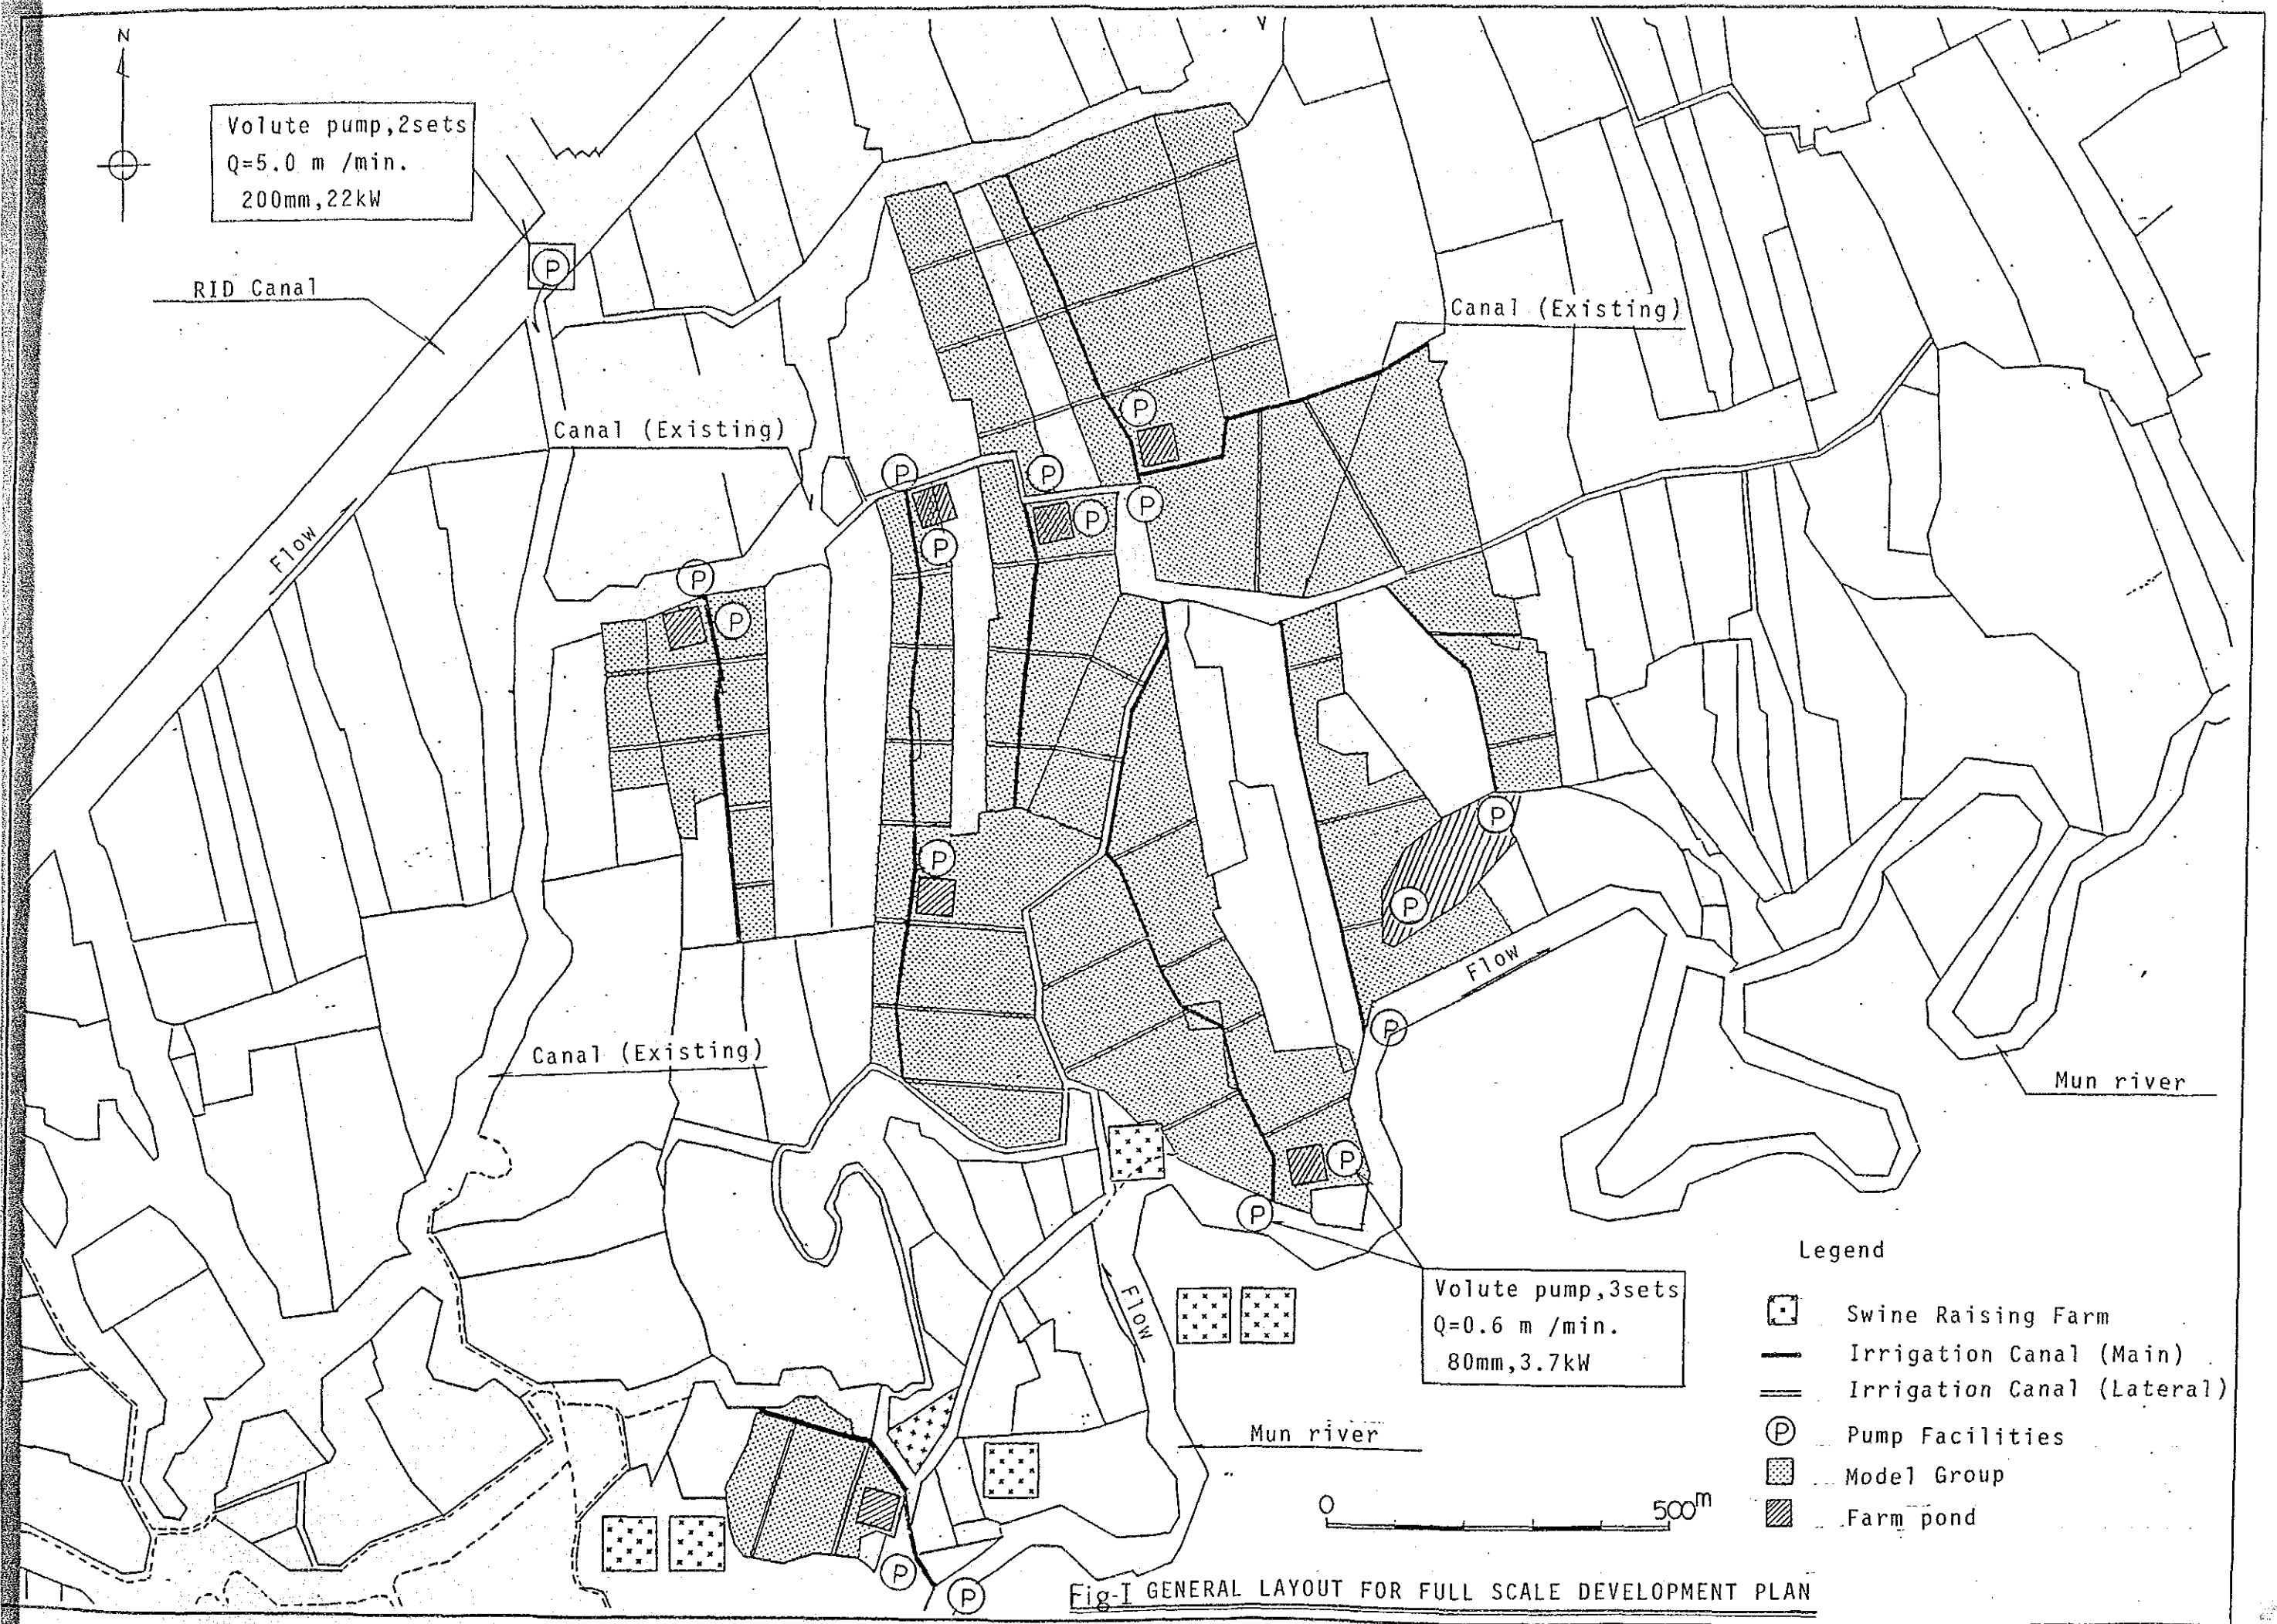 N
Volute pump,2sets
Q=5.0 m /min.
200mm,22kW
P
RID Canal
Canal (Existing)
Canal (Existing)
P
P
P
P
P
P
Flow
P
P
P
P
P
P
Flow
P
Canal (Existing)
Mun river
P
P
Legend
Volute pump,3sets
Q=0.6 m /min.
80mm,3.7kW
Flow
Swine Raising Farm
Irrigation Canal (Main)
Irrigation Canal (Lateral)
P Pump Facilities
Mun river
Model Group
0 500m
Farm pond
P
P
Fig-I GENERAL LAYOUT FOR FULL SCALE DEVELOPMENT PLAN